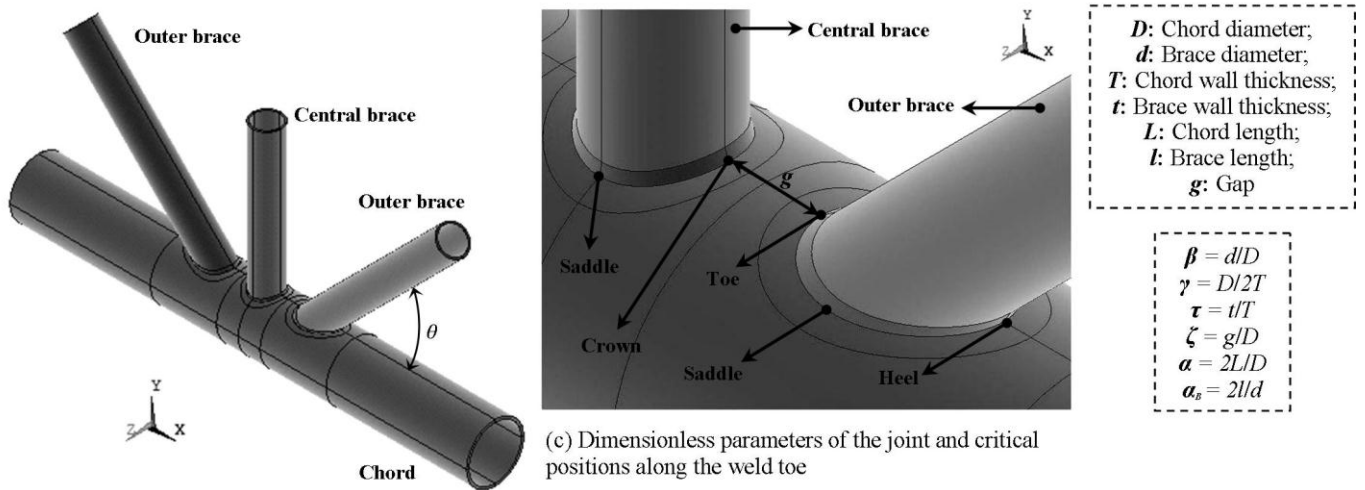 Outer brace
Central brace
Outer brace
θ
Y
Z
X
Chord
Central brace
Y
Z
X
Outer brace
g
Saddle
Toe
Crown
Saddle
Heel
(c) Dimensionless parameters of the joint and critical
positions along the weld toe
D: Chord diameter;
d: Brace diameter;
T: Chord wall thickness;
t: Brace wall thickness;
L: Chord length;
l: Brace length;
g: Gap
β = d/D
γ = D/2T
τ = t/T
ζ = g/D
α = 2L/D
α_B = 2l/d